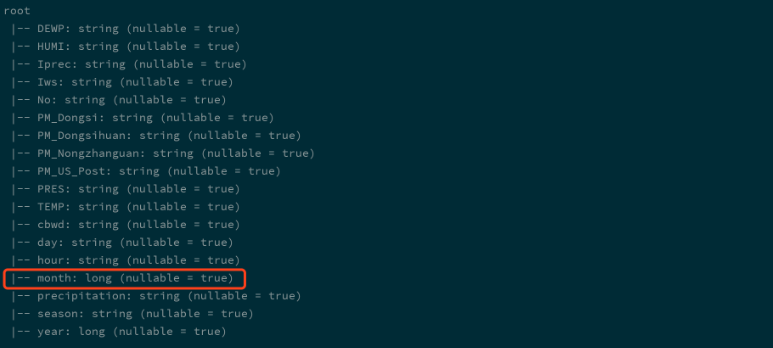 root
|-- DEWP: string (nullable = true)
|-- HUMI: string (nullable = true)
|-- Iprec: string (nullable = true)
|-- Iws: string (nullable = true)
|-- No: string (nullable = true)
|-- PM_Dongsi: string (nullable = true)
|-- PM_Dongsihuan: string (nullable = true)
|-- PM_Nongzhanguan: string (nullable = true)
|-- PM_US_Post: string (nullable = true)
|-- PRES: string (nullable = true)
|-- TEMP: string (nullable = true)
|-- cbwd: string (nullable = true)
|-- day: string (nullable = true)
|-- hour: string (nullable = true)
|-- month: long (nullable = true)
|-- precipitation: string (nullable = true)
|-- season: string (nullable = true)
|-- year: long (nullable = true)